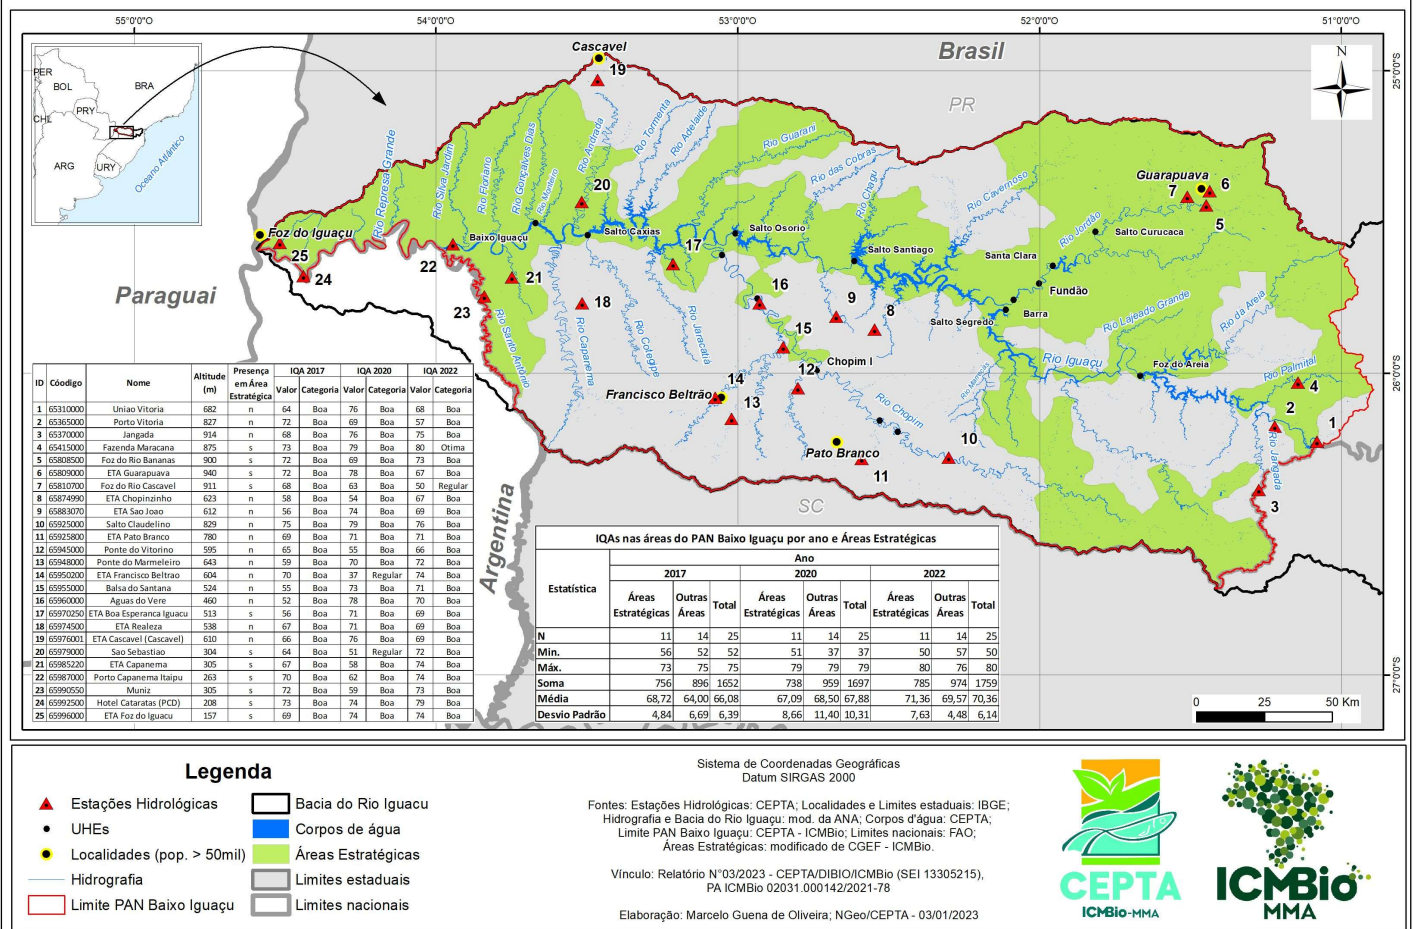 55°0'0"O 54°0'0"O 53°0'0"O 52°0'0"O 51°0'0"O
25°0'0"S
26°0'0"S
27°0'0"S
PER
BOL
BRA
PRY
CHL
ARG
URY
Oceano Atlântico
Brasil
PR
Paraguai
Argentina
SC
N
Cascavel
19
Rio Represa Grande
Rio Silva Jardim
Rio Floriano
Rio Gonçalves Dias
Rio Monteiro
Rio Andrada
Rio Tormenta
Rio Adelaide
Rio Guarani
Rio das Cobras
Rio Chagu
Rio Cavernoso
Guarapuava
7
6
5
Rio Jordão
Salto Curucaca
20
Foz do Iguaçu
25
24
Baixo Iguaçu
22
23
21
Salto Caxias
17
Salto Osorio
Salto Santiago
Santa Clara
Fundão
18
16
9
8
Salto Segredo
Barra
Rio Lajeado Grande
Rio da Areia
Rio Santo Antônio
Rio Capanema
Rio Cotegipe
Rio Jaracatiá
15
Chopim I
12
Rio Iguaçu
Foz do Areia
Rio Palmital
4
Francisco Beltrão
14
13
Rio Chopim
2
1
Pato Branco
11
10
Rio Jangada
3
ID Cóodigo Nome Altitude (m) Presença em Área Estratégica IQA 2017 IQA 2020 IQA 2022
Valor Categoria Valor Categoria Valor Categoria
1 65310000 Uniao Vitoria 682 n 64 Boa 76 Boa 68 Boa
2 65365000 Porto Vitoria 827 n 72 Boa 69 Boa 57 Boa
3 65370000 Jangada 914 n 68 Boa 76 Boa 75 Boa
4 65415000 Fazenda Maracana 875 s 73 Boa 79 Boa 80 Otima
5 65808500 Foz do Rio Bananas 900 s 72 Boa 69 Boa 73 Boa
6 65809000 ETA Guarapuava 940 s 72 Boa 78 Boa 67 Boa
7 65810700 Foz do Rio Cascavel 911 s 68 Boa 63 Boa 50 Regular
8 65874990 ETA Chopinzinho 623 n 58 Boa 54 Boa 67 Boa
9 65883070 ETA Sao Joao 612 n 56 Boa 74 Boa 69 Boa
10 65925000 Salto Claudelino 829 n 75 Boa 79 Boa 76 Boa
11 65925800 ETA Pato Branco 780 n 69 Boa 71 Boa 71 Boa
12 65945000 Ponte do Vitorino 595 n 65 Boa 55 Boa 66 Boa
13 65948000 Ponte do Marmeleiro 643 n 59 Boa 70 Boa 72 Boa
14 65950200 ETA Francisco Beltrao 604 n 70 Boa 37 Regular 74 Boa
15 65955000 Balsa do Santana 524 n 55 Boa 73 Boa 71 Boa
16 65960000 Aguas do Vere 460 n 52 Boa 78 Boa 70 Boa
17 65970250 ETA Boa Esperanca Iguacu 513 s 56 Boa 71 Boa 69 Boa
18 65974500 ETA Realeza 538 n 67 Boa 71 Boa 69 Boa
19 65976001 ETA Cascavel (Cascavel) 610 n 66 Boa 76 Boa 69 Boa
20 65979000 Sao Sebastiao 304 s 64 Boa 51 Regular 72 Boa
21 65985220 ETA Capanema 305 s 67 Boa 58 Boa 74 Boa
22 65987000 Porto Capanema Itaipu 263 s 70 Boa 62 Boa 74 Boa
23 65990550 Muniz 305 s 72 Boa 59 Boa 73 Boa
24 65992500 Hotel Cataratas (PCD) 208 s 73 Boa 74 Boa 79 Boa
25 65996000 ETA Foz do Iguacu 157 s 69 Boa 74 Boa 74 Boa
IQAs nas áreas do PAN Baixo Iguaçu por ano e Áreas Estratégicas
Estatística Ano
2017 2020 2022
Áreas Estratégicas Outras Áreas Total Áreas Estratégicas Outras Áreas Total Áreas Estratégicas Outras Áreas Total
N 11 14 25 11 14 25 11 14 25
Min. 56 52 52 51 37 37 50 57 50
Máx. 73 75 75 79 79 79 80 76 80
Soma 756 896 1652 738 959 1697 785 974 1759
Média 68,72 64,00 66,08 67,09 68,50 67,88 71,36 69,57 70,36
Desvio Padrão 4,84 6,69 6,39 8,66 11,40 10,31 7,63 4,48 6,14
0 25 50 Km
Legenda
Estações Hidrológicas
UHEs
Localidades (pop. > 50mil)
Hidrografia
Limite PAN Baixo Iguaçu
Bacia do Rio Iguacu
Corpos de água
Áreas Estratégicas
Limites estaduais
Limites nacionais
Sistema de Coordenadas Geográficas
Datum SIRGAS 2000
Fontes: Estações Hidrológicas: CEPTA; Localidades e Limites estaduais: IBGE;
Hidrografia e Bacia do Rio Iguaçu: mod. da ANA; Corpos d'água: CEPTA;
Limite PAN Baixo Iguaçu: CEPTA - ICMBio; Limites nacionais: FAO;
Áreas Estratégicas: modificado de CGEF - ICMBio.
Vínculo: Relatório N°03/2023 - CEPTA/DIBIO/ICMBio (SEI 13305215),
PA ICMBio 02031.000142/2021-78
Elaboração: Marcelo Guena de Oliveira; NGeo/CEPTA - 03/01/2023
CEPTA
ICMBio-MMA
ICMBio
MMA